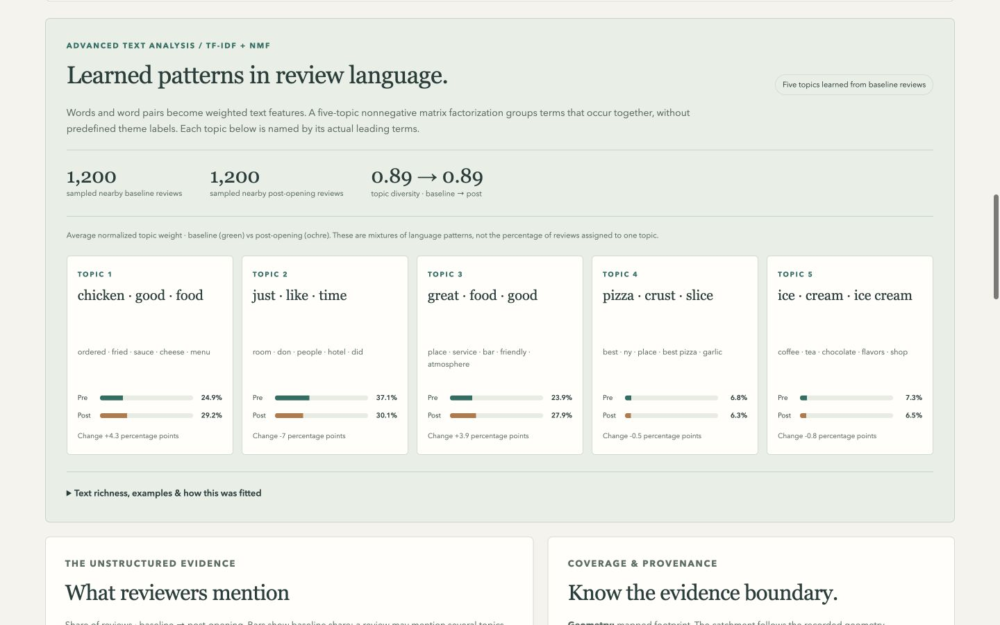 ADVANCED TEXT ANALYSIS / TF-IDF + NMF
Learned patterns in review language.
Five topics learned from baseline reviews
Words and word pairs become weighted text features. A five-topic nonnegative matrix factorization groups terms that occur together, without
predefined theme labels. Each topic below is named by its actual leading terms.
1,200
sampled nearby baseline reviews
1,200
sampled nearby post-opening reviews
0.89 → 0.89
topic diversity · baseline → post
Average normalized topic weight · baseline (green) vs post-opening (ochre). These are mixtures of language patterns, not the percentage of reviews assigned to one topic.
TOPIC 1
chicken · good · food
ordered · fried · sauce · cheese · menu
Pre 24.9%
Post 29.2%
Change +4.3 percentage points
TOPIC 2
just · like · time
room · don · people · hotel · did
Pre 37.1%
Post 30.1%
Change -7 percentage points
TOPIC 3
great · food · good
place · service · bar · friendly ·
atmosphere
Pre 23.9%
Post 27.9%
Change +3.9 percentage points
TOPIC 4
pizza · crust · slice
best · ny · place · best pizza · garlic
Pre 6.8%
Post 6.3%
Change -0.5 percentage points
TOPIC 5
ice · cream · ice cream
coffee · tea · chocolate · flavors · shop
Pre 7.3%
Post 6.5%
Change -0.8 percentage points
▶ Text richness, examples & how this was fitted
THE UNSTRUCTURED EVIDENCE
What reviewers mention
Share of reviews · baseline → post-opening. Bars show baseline share; a review may mention several topics.
COVERAGE & PROVENANCE
Know the evidence boundary.
Geometry: mapped footprint. The catchment follows the recorded geometry.